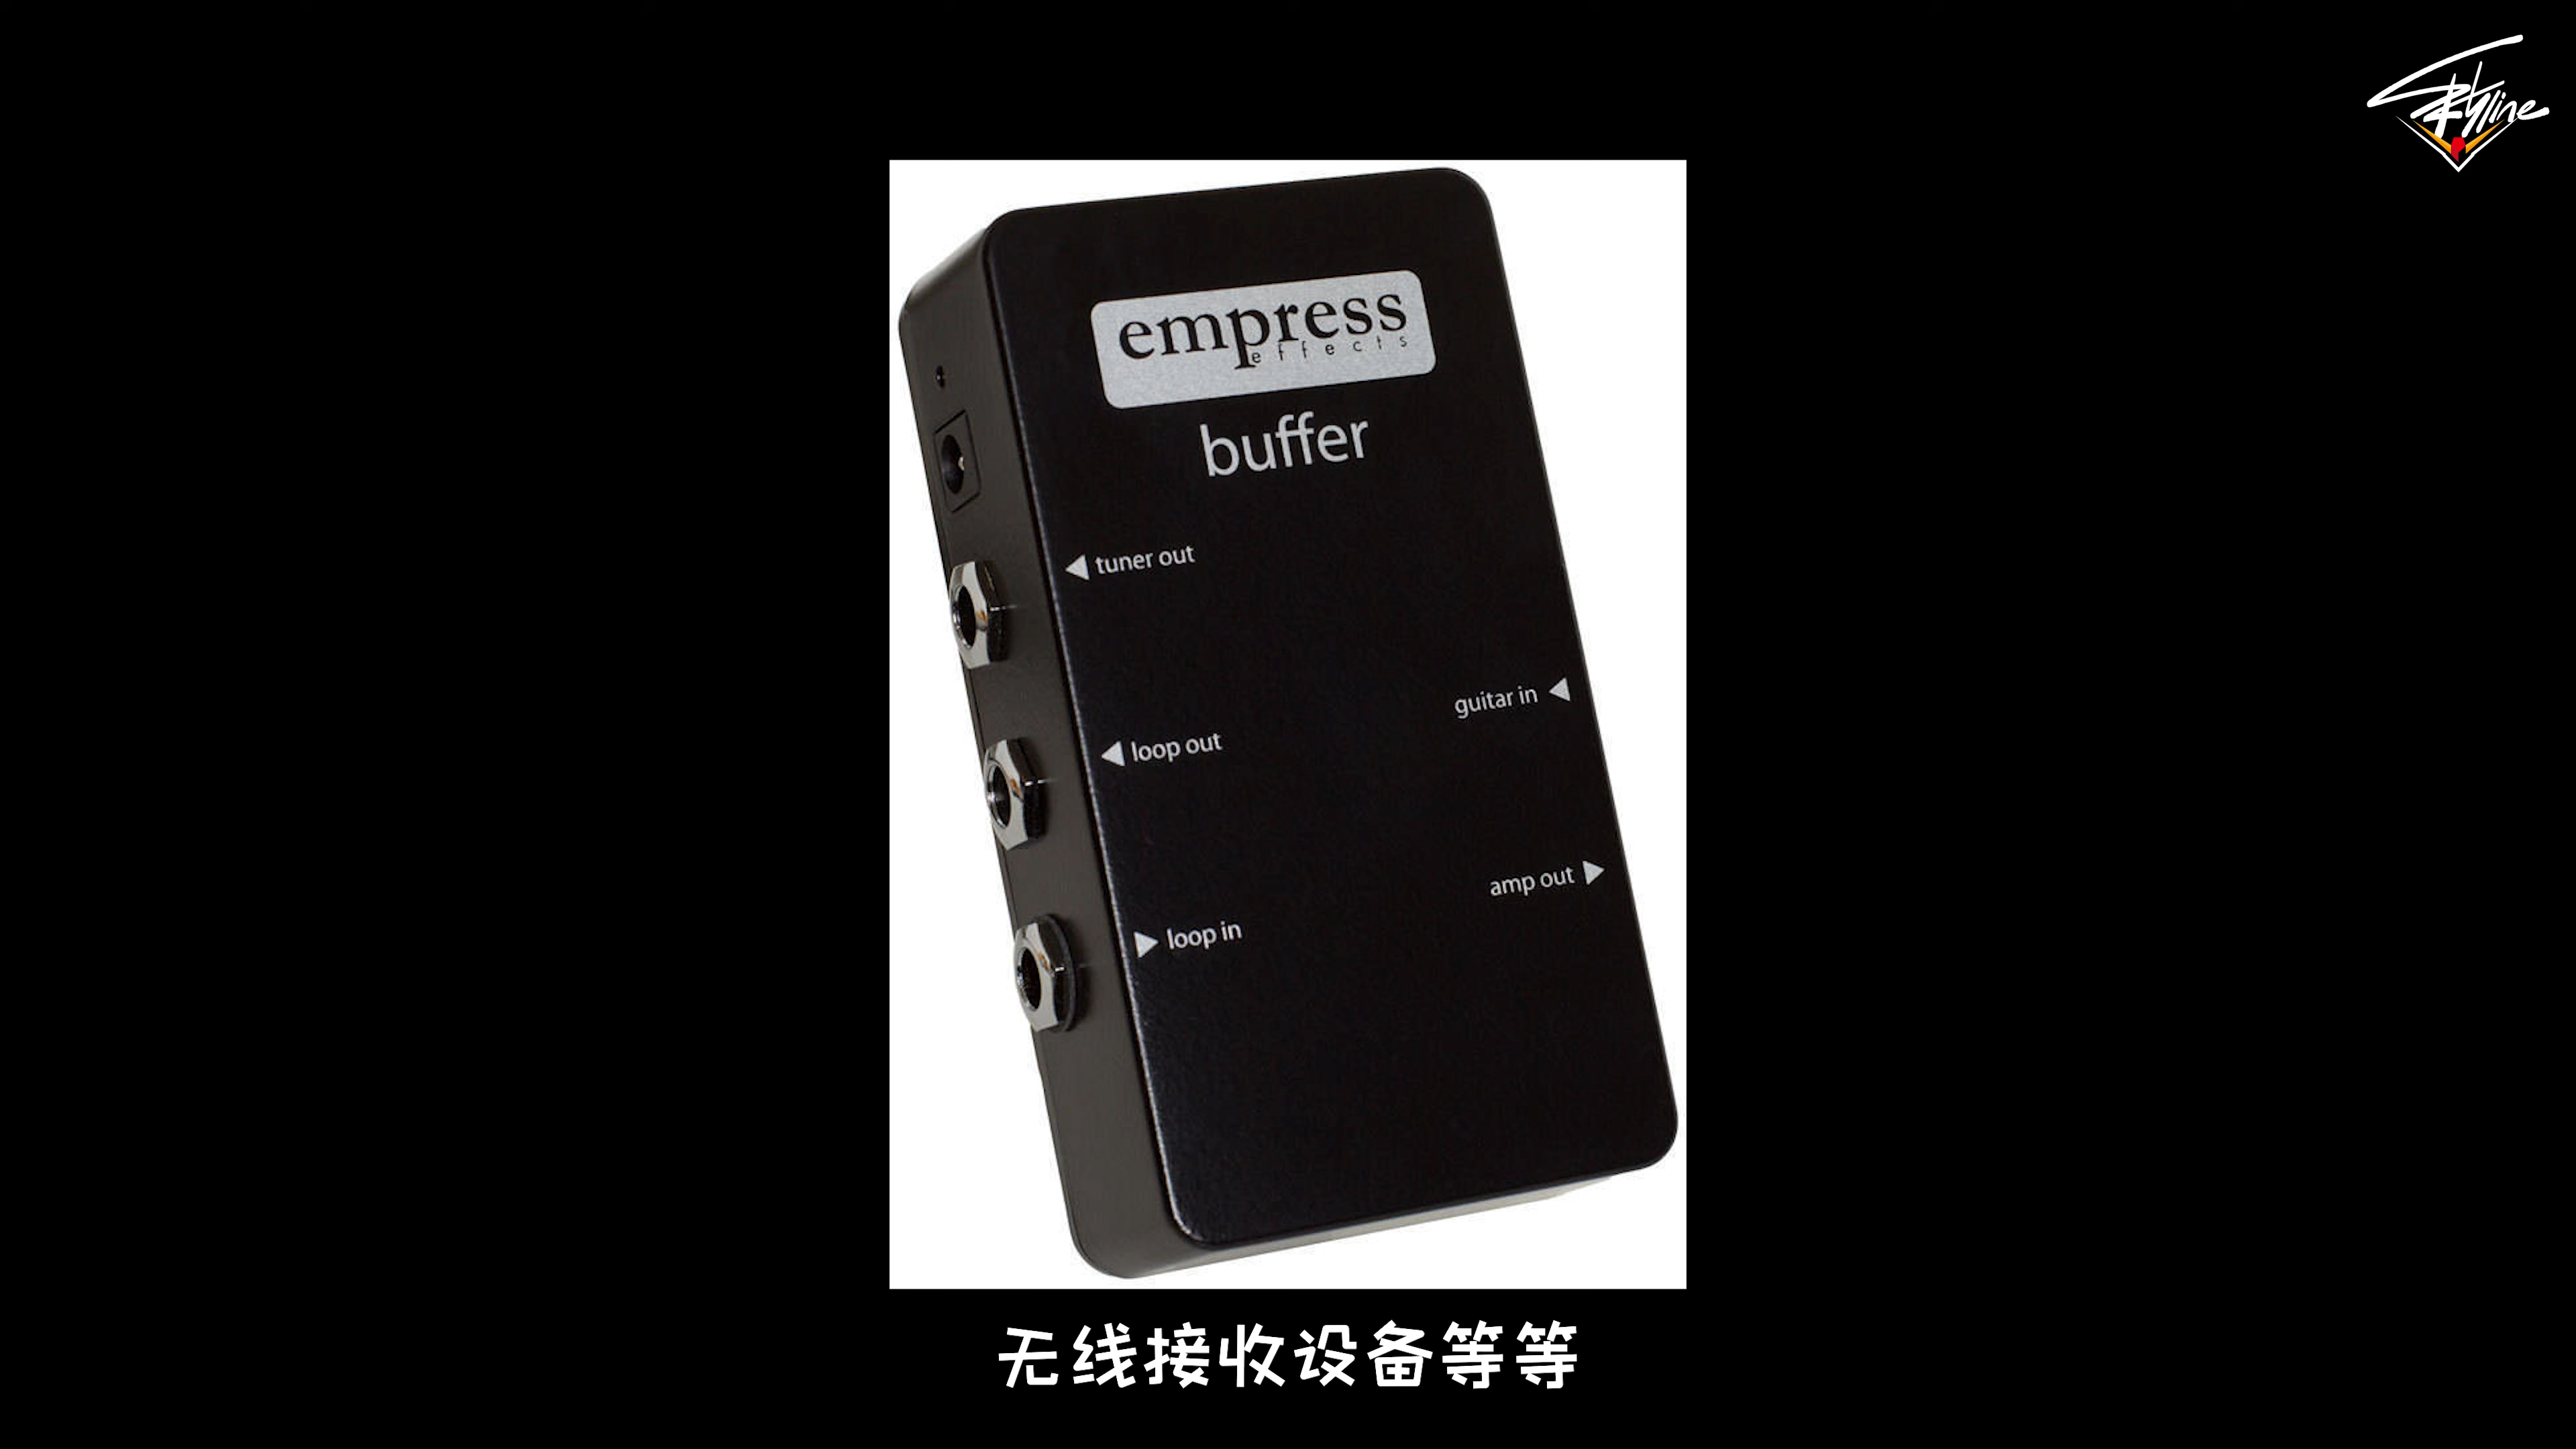 Skyline
empress
effects
buffer
tuner out
guitar in
loop out
amp out
loop in
无线接收设备等等